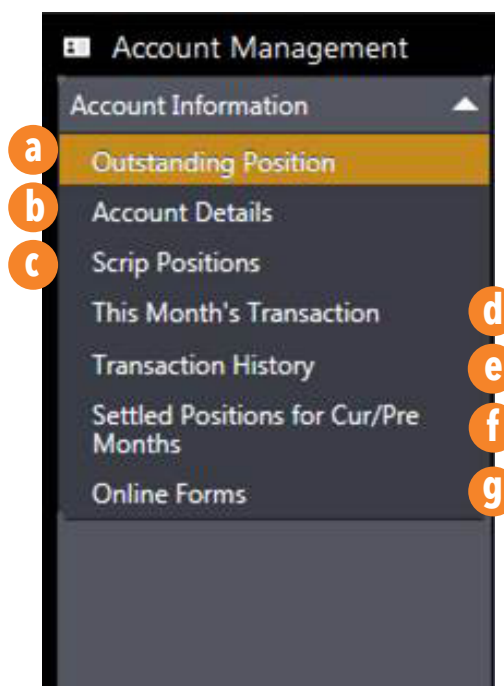 Account Management
Account Information
a Outstanding Position
b Account Details
c Scrip Positions
This Month's Transaction d
Transaction History e
Settled Positions for Cur/Pre f
Months
Online Forms g